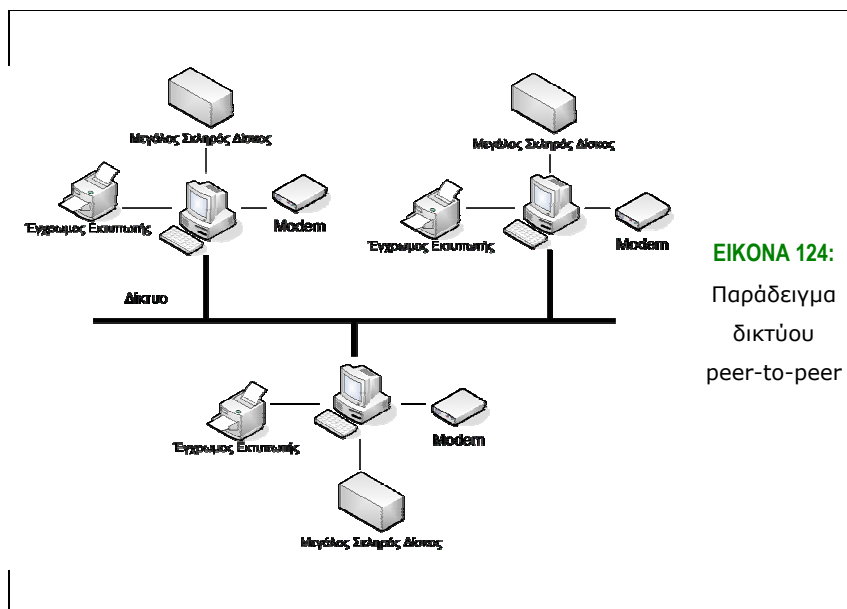 Μεγάλος Σκληρός Δίσκος
Μεγάλος Σκληρός Δίσκος
Έγχρωμος Εκτυπωτής
Modem
Έγχρωμος Εκτυπωτής
Modem
Δίκτυο
Έγχρωμος Εκτυπωτής
Modem
Μεγάλος Σκληρός Δίσκος
ΕΙΚΟΝΑ 124:
Παράδειγμα
δικτύου
peer-to-peer